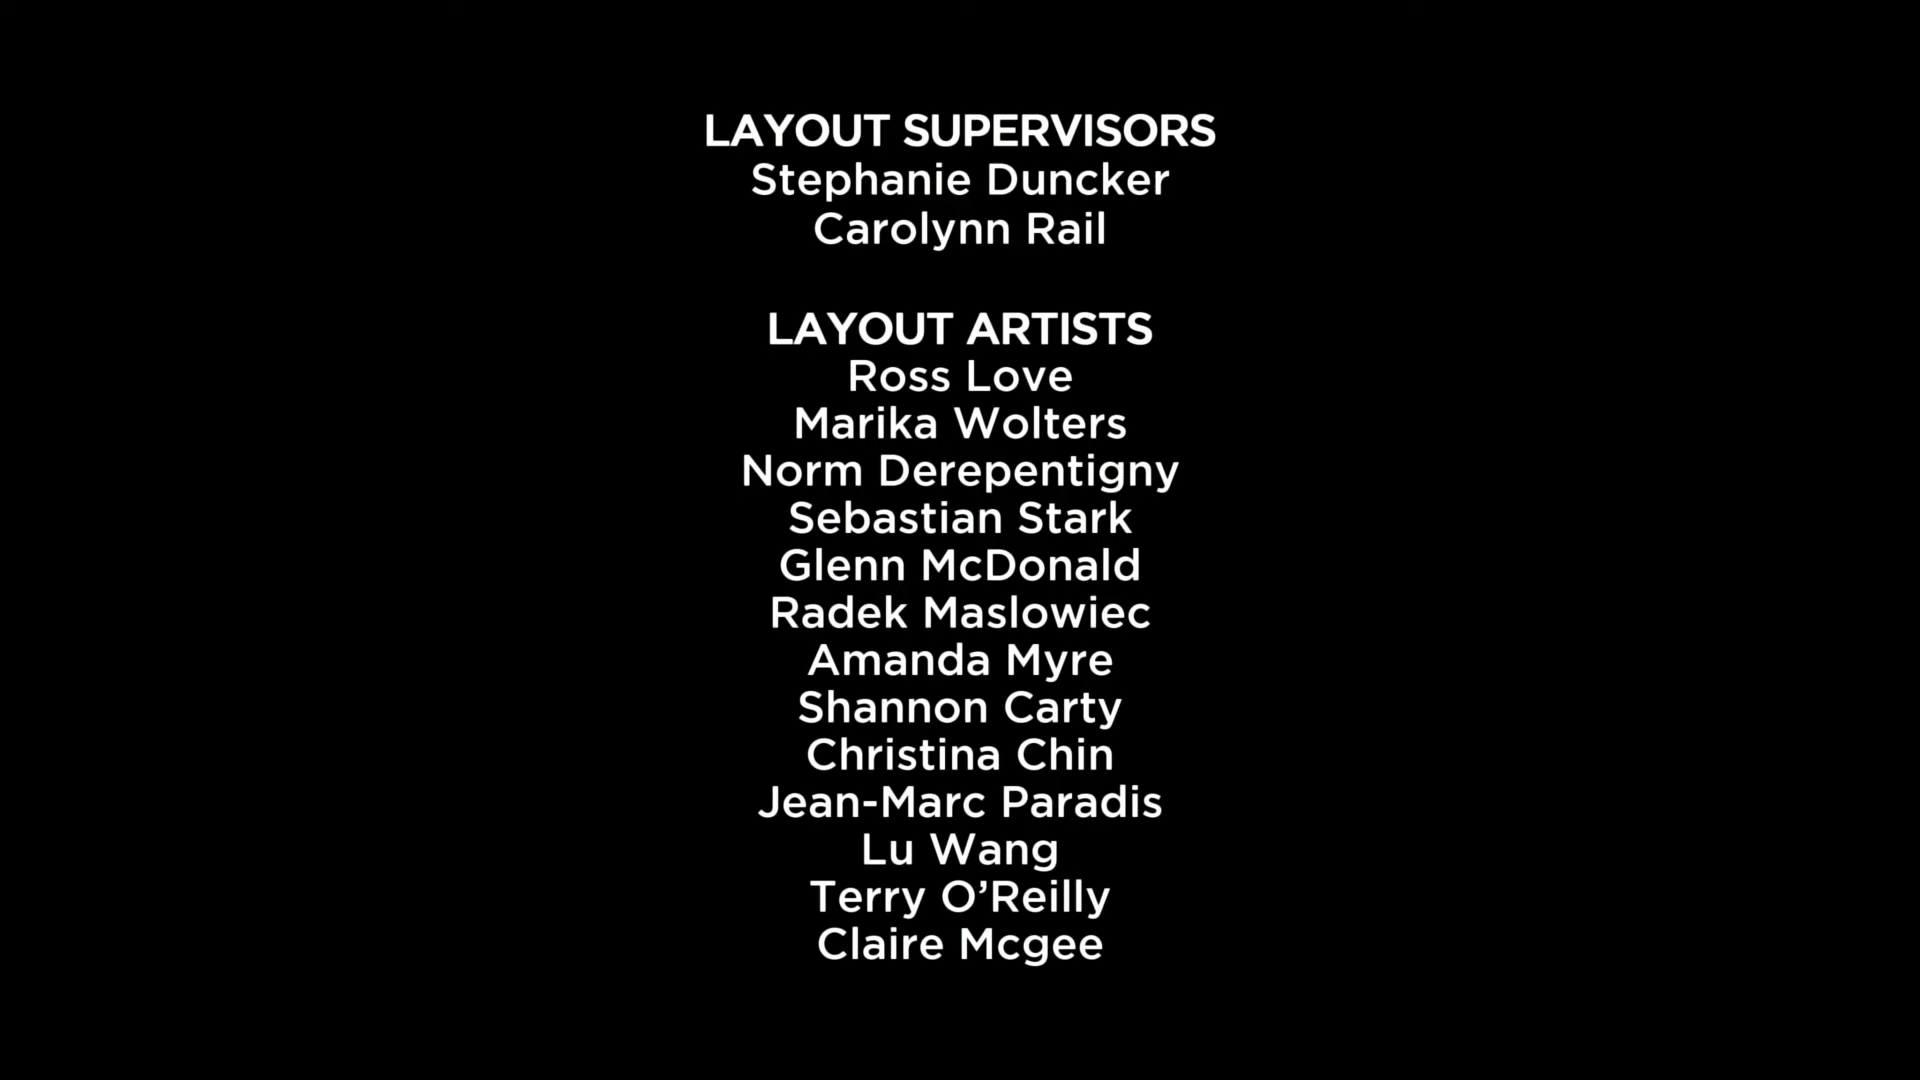 LAYOUT SUPERVISORS
Stephanie Duncker
Carolynn Rail
LAYOUT ARTISTS
Ross Love
Marika Wolters
Norm Derepentigny
Sebastian Stark
Glenn McDonald
Radek Maslowiec
Amanda Myre
Shannon Carty
Christina Chin
Jean-Marc Paradis
Lu Wang
Terry O’Reilly
Claire Mcgee